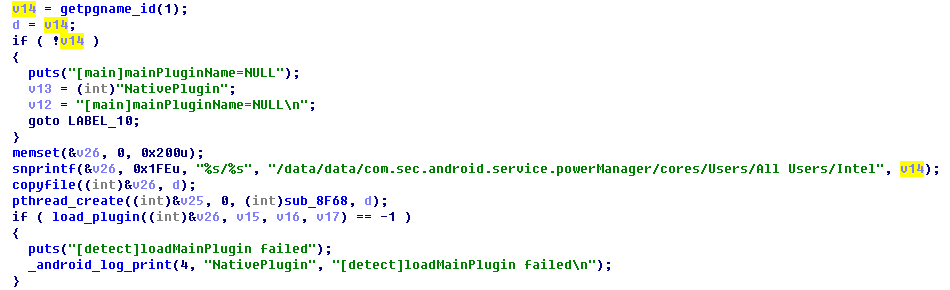 v14 = getpgname_id(1);
d = v14;
if ( !v14 )
{
puts("[main]mainPluginName=NULL");
v13 = (int)"NativePlugin";
v12 = "[main]mainPluginName=NULL\n";
goto LABEL_10;
}
memset(&v26, 0, 0x200u);
snprintf(&v26, 0x1FEu, "%s/%s", "/data/data/com.sec.android.service.powerManager/cores/Users/All Users/Intel", v14);
copyfile((int)&v26, d);
pthread_create((int)&v25, 0, (int)sub_8F68, d);
if ( load_plugin((int)&v26, v15, v16, v17) == -1 )
{
puts("[detect]loadMainPlugin failed");
_android_log_print(4, "NativePlugin", "[detect]loadMainPlugin failed\n");
}